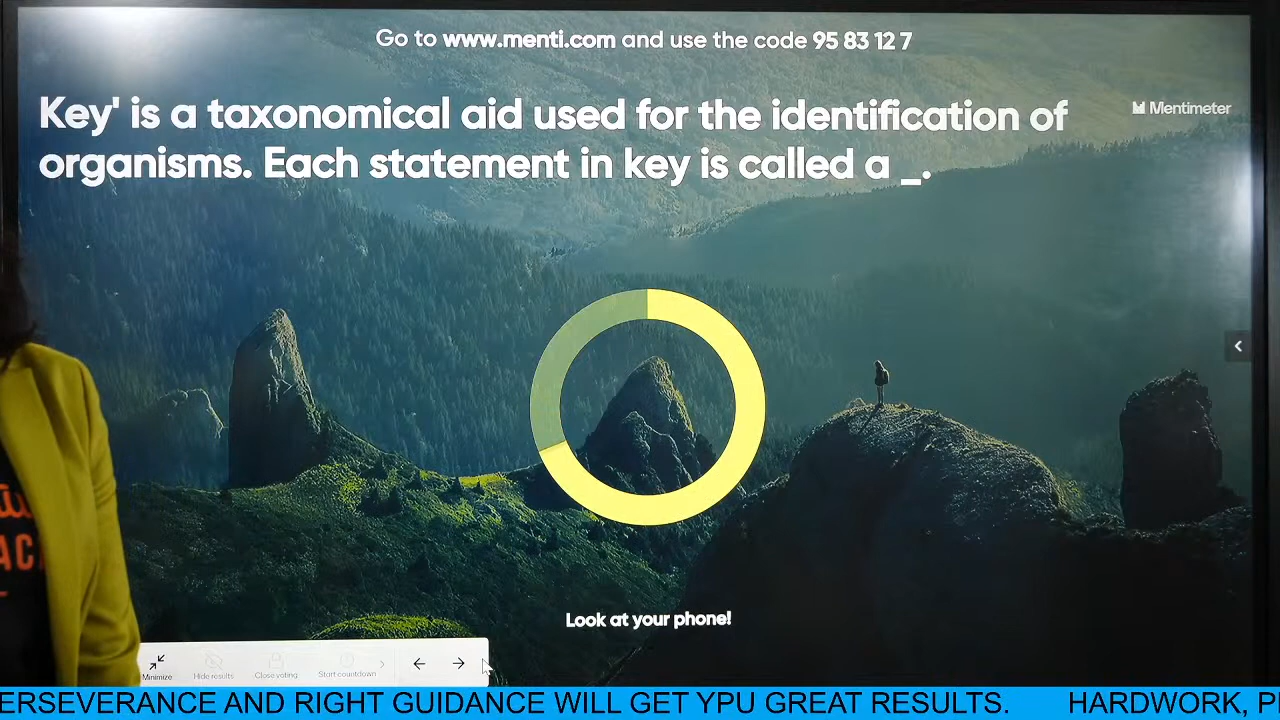 Go to www.menti.com and use the code 95 83 12 7
Key' is a taxonomical aid used for the identification of
organisms. Each statement in key is called a _.
Mentimeter
Look at your phone!
Minimize
Hide results
Close voting
Start countdown
AC
ERSEVERANCE AND RIGHT GUIDANCE WILL GET YPU GREAT RESULTS. HARDWORK, P